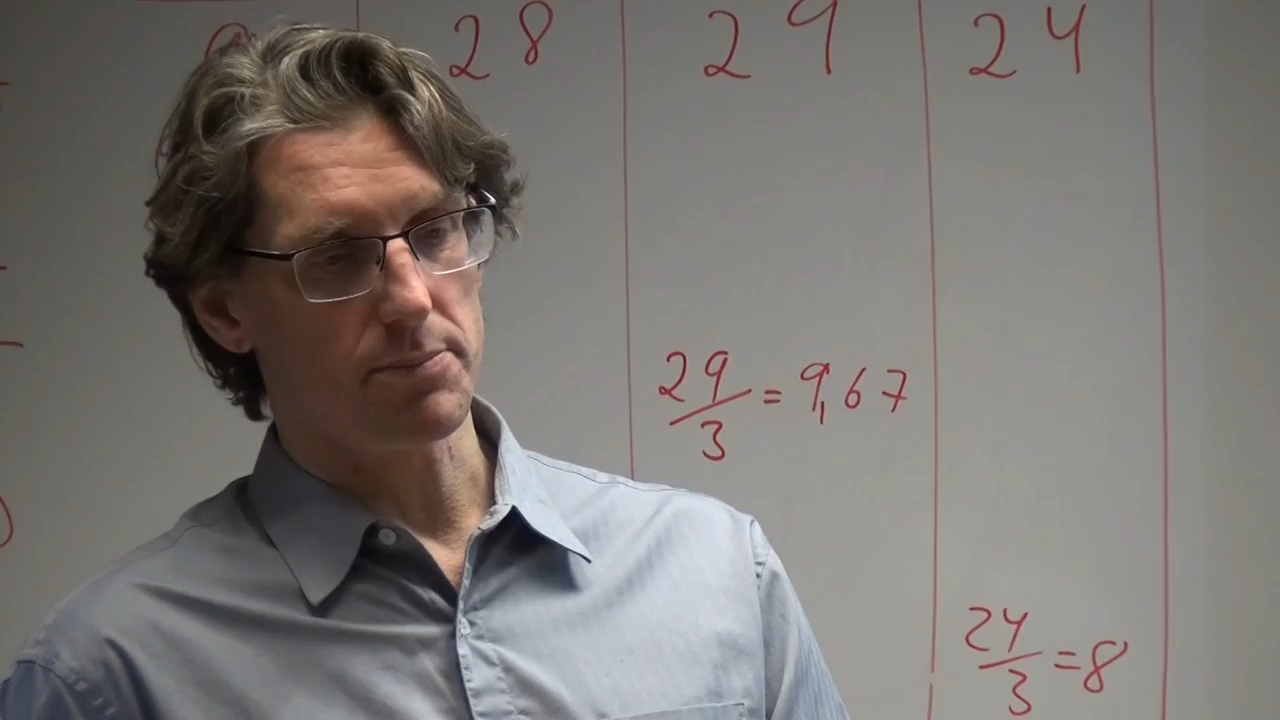 28 29 24
29/3 = 9,67
24/3 = 8